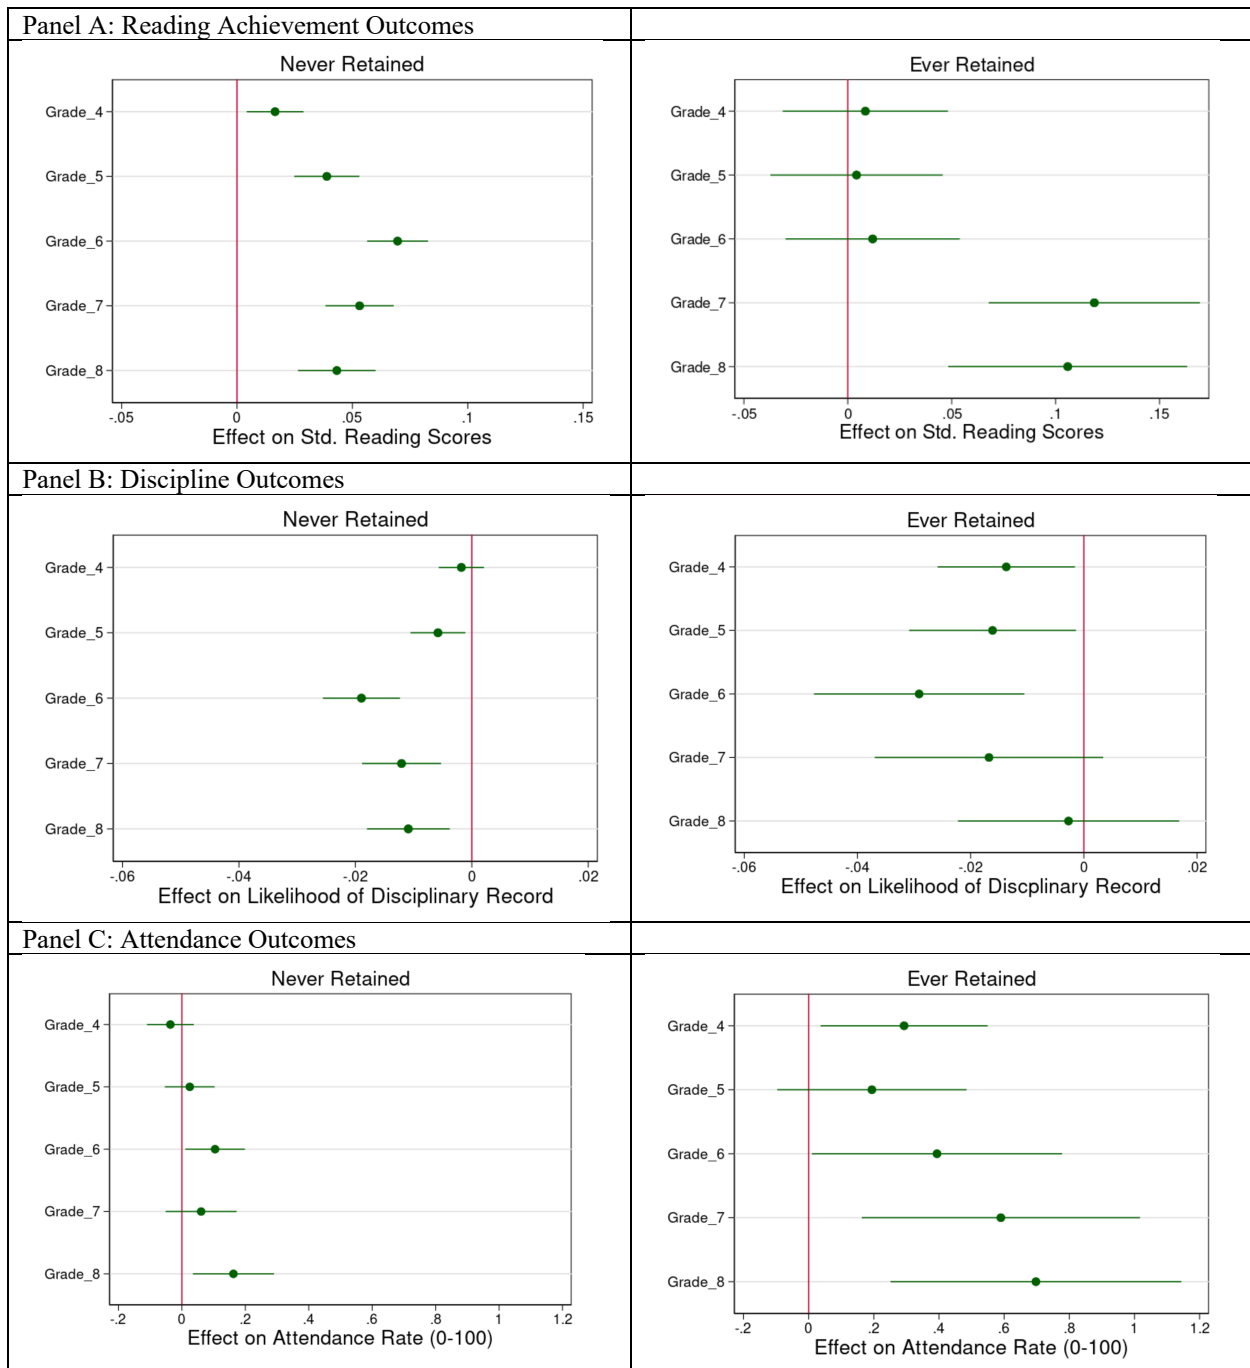 Panel A: Reading Achievement Outcomes
Never Retained
Grade_4
Grade_5
Grade_6
Grade_7
Grade_8
-.05 0 .05 .1 .15
Effect on Std. Reading Scores
Ever Retained
Grade_4
Grade_5
Grade_6
Grade_7
Grade_8
-.05 0 .05 .1 .15
Effect on Std. Reading Scores
Panel B: Discipline Outcomes
Never Retained
Grade_4
Grade_5
Grade_6
Grade_7
Grade_8
-.06 -.04 -.02 0 .02
Effect on Likelihood of Disciplinary Record
Ever Retained
Grade_4
Grade_5
Grade_6
Grade_7
Grade_8
-.06 -.04 -.02 0 .02
Effect on Likelihood of Discplinary Record
Panel C: Attendance Outcomes
Never Retained
Grade_4
Grade_5
Grade_6
Grade_7
Grade_8
-.2 0 .2 .4 .6 .8 1 1.2
Effect on Attendance Rate (0-100)
Ever Retained
Grade_4
Grade_5
Grade_6
Grade_7
Grade_8
-.2 0 .2 .4 .6 .8 1 1.2
Effect on Attendance Rate (0-100)